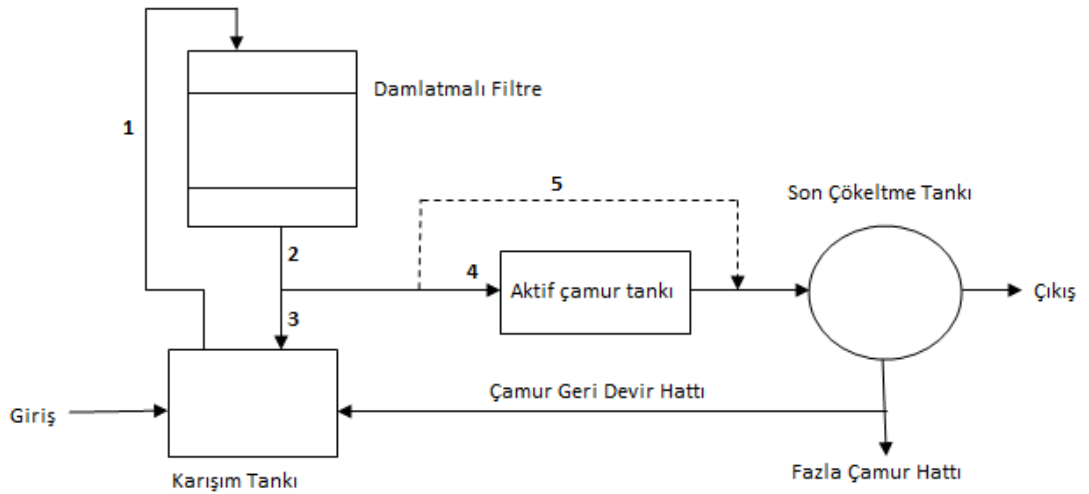 Damlatmalı Filtre
1
5
Son Çökeltme Tankı
2
4
Aktif çamur tankı
Çıkış
3
Çamur Geri Devir Hattı
Giriş
Fazla Çamur Hattı
Karışım Tankı